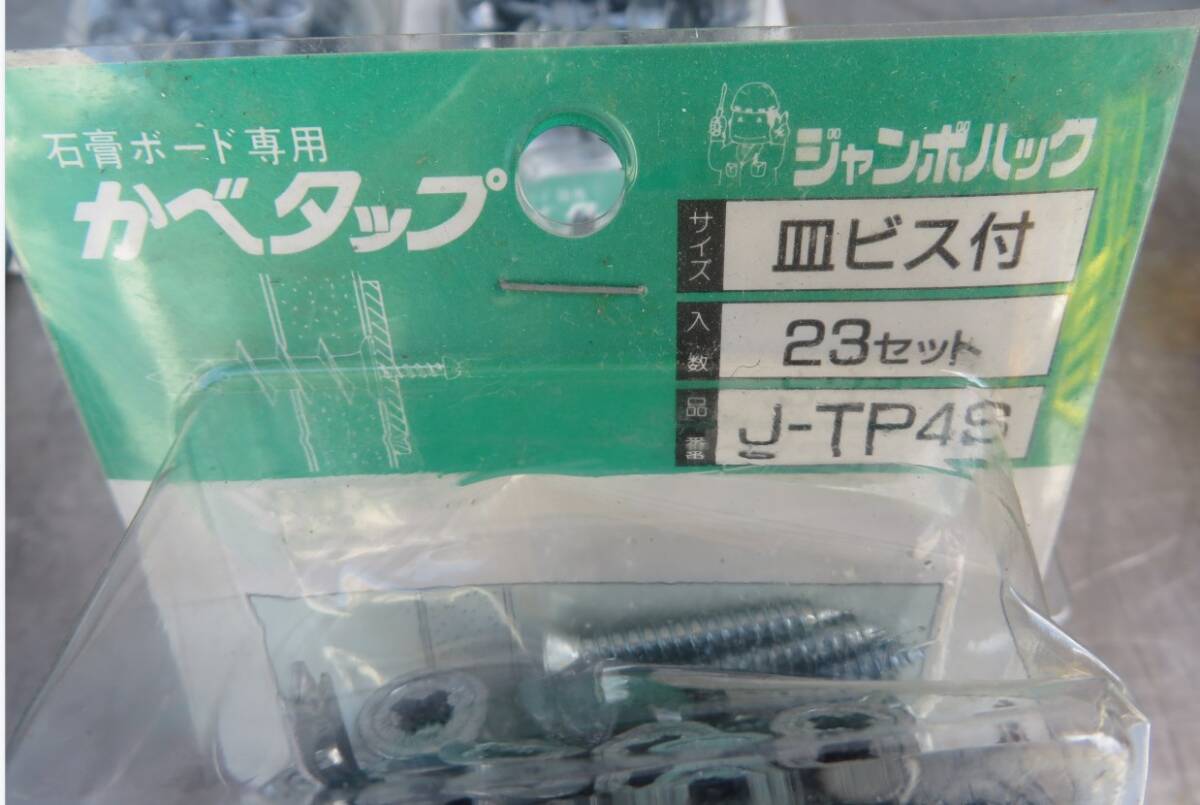 石膏ボード専用
かべタップ
ジャンボパック
サイズ 皿ビス付
入数 23セット
品番 J-TP4S